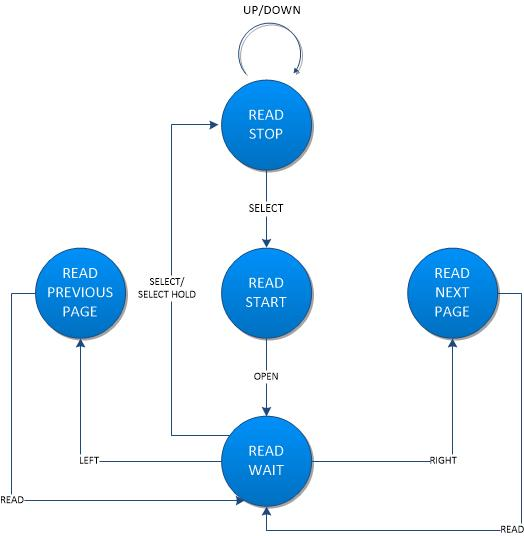 UP/DOWN
READ
STOP
SELECT
READ
PREVIOUS
PAGE
SELECT/
SELECT HOLD
READ
START
READ
NEXT
PAGE
OPEN
READ
WAIT
LEFT
RIGHT
READ
READ